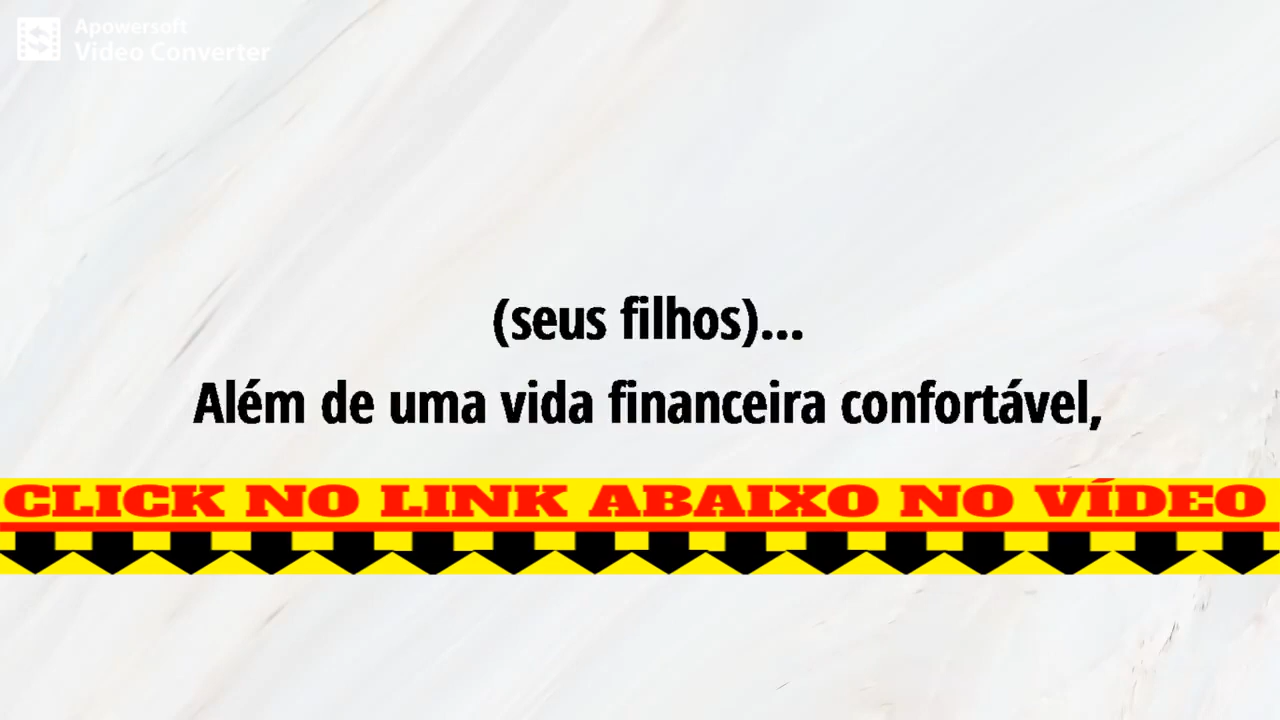 Apowersoft
Video Converter
(seus filhos)...
Além de uma vida financeira confortável,
CLICK NO LINK ABAIXO NO VÍDEO